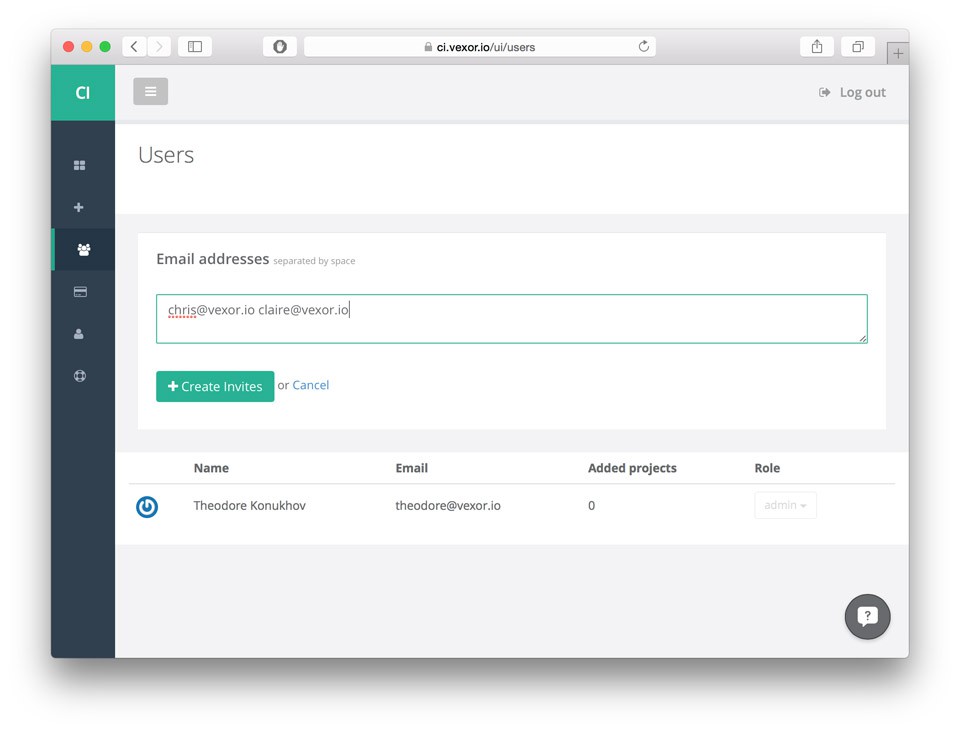 ci.vexor.io/ui/users
CI
Log out
Users
Email addresses separated by space
chris@vexor.io claire@vexor.io
Create Invites or Cancel
Name Email Added projects Role
Theodore Konukhov theodore@vexor.io 0 admin
?